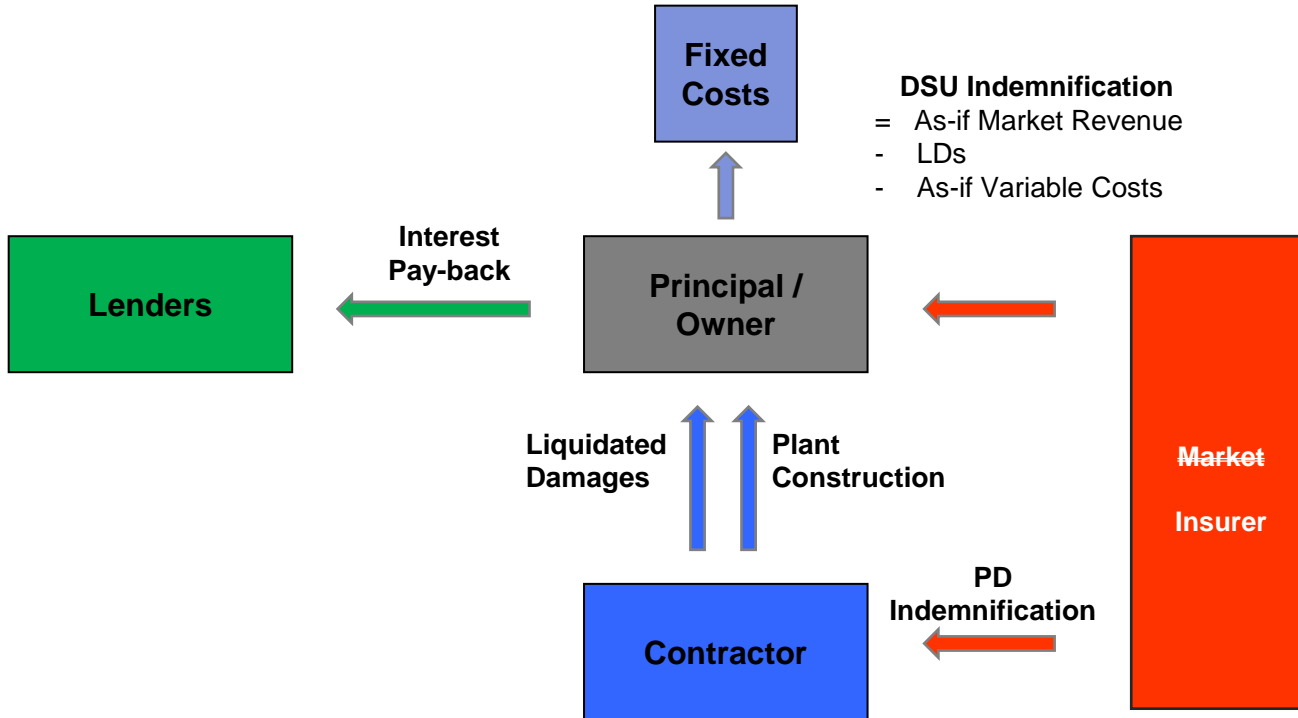 Fixed
Costs
DSU Indemnification
= As-if Market Revenue
- LDs
- As-if Variable Costs
Lenders
Interest
Pay-back
Principal /
Owner
Liquidated
Damages
Plant
Construction
Market
Insurer
Contractor
PD
Indemnification